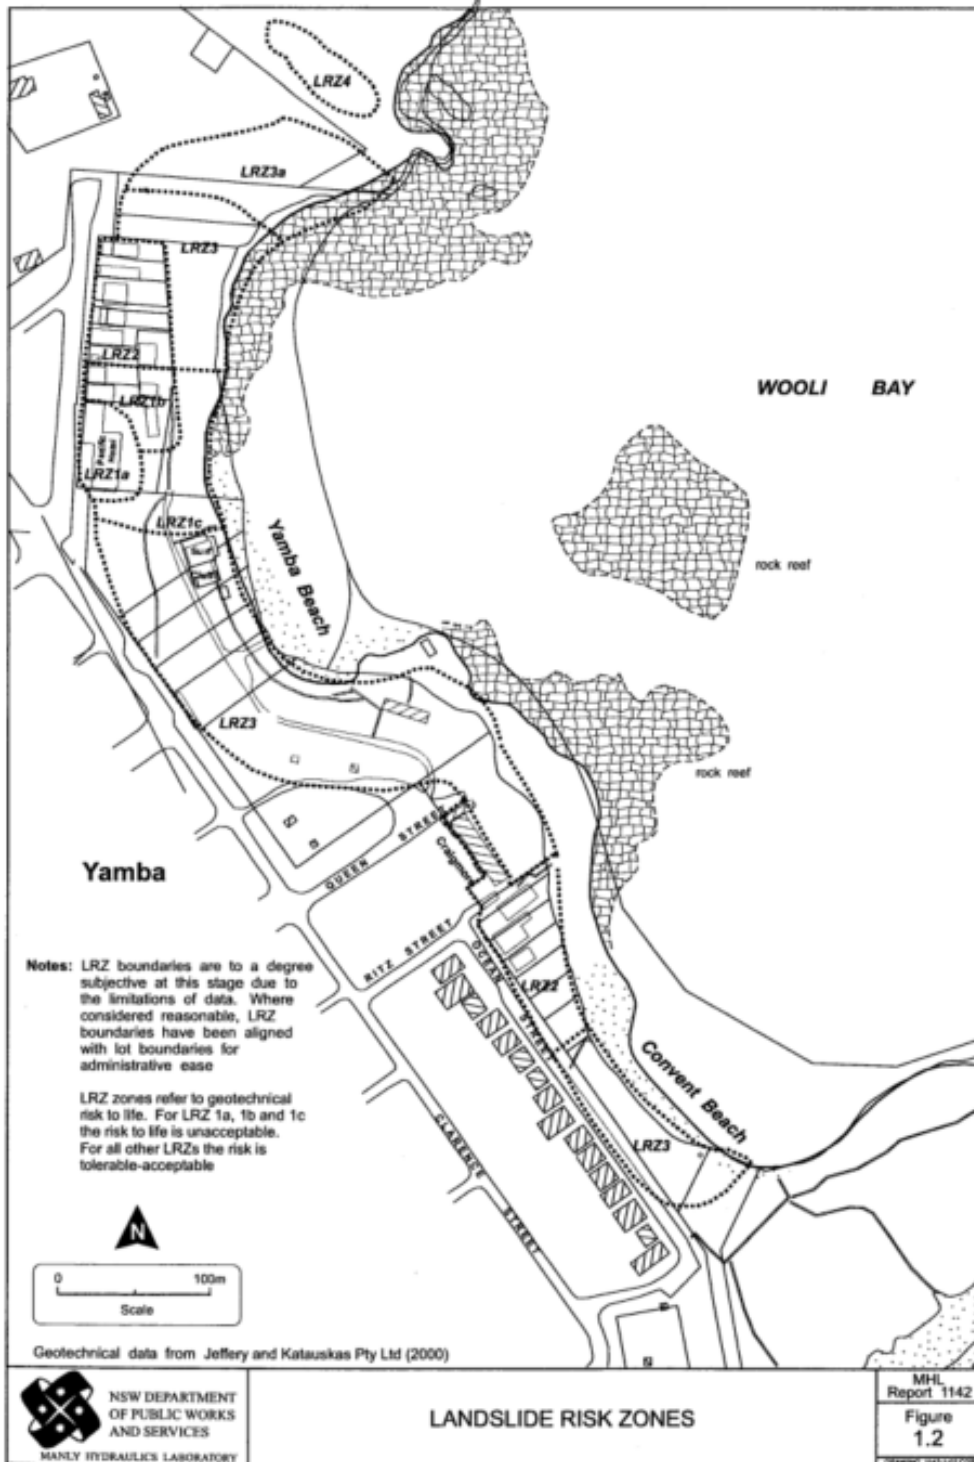 LRZ4
LRZ3a
LRZ3
LRZ2
LRZ1b
Pacific Hotel
LRZ1a
LRZ1c
WOOLI BAY
rock reef
Yamba Beach
LRZ3
rock reef
QUEEN STREET
Craigmore
Yamba
RITZ STREET
OCEAN STREET
LRZ2
Convent Beach
LRZ3
CLARENCE STREET
Notes: LRZ boundaries are to a degree
subjective at this stage due to
the limitations of data. Where
considered reasonable, LRZ
boundaries have been aligned
with lot boundaries for
administrative ease
LRZ zones refer to geotechnical
risk to life. For LRZ 1a, 1b and 1c
the risk to life is unacceptable.
For all other LRZs the risk is
tolerable-acceptable
N
0 100m
Scale
Geotechnical data from Jeffery and Katauskas Pty Ltd (2000)
NSW DEPARTMENT
OF PUBLIC WORKS
AND SERVICES
MANLY HYDRAULICS LABORATORY
LANDSLIDE RISK ZONES
MHL
Report 1142
Figure
1.2